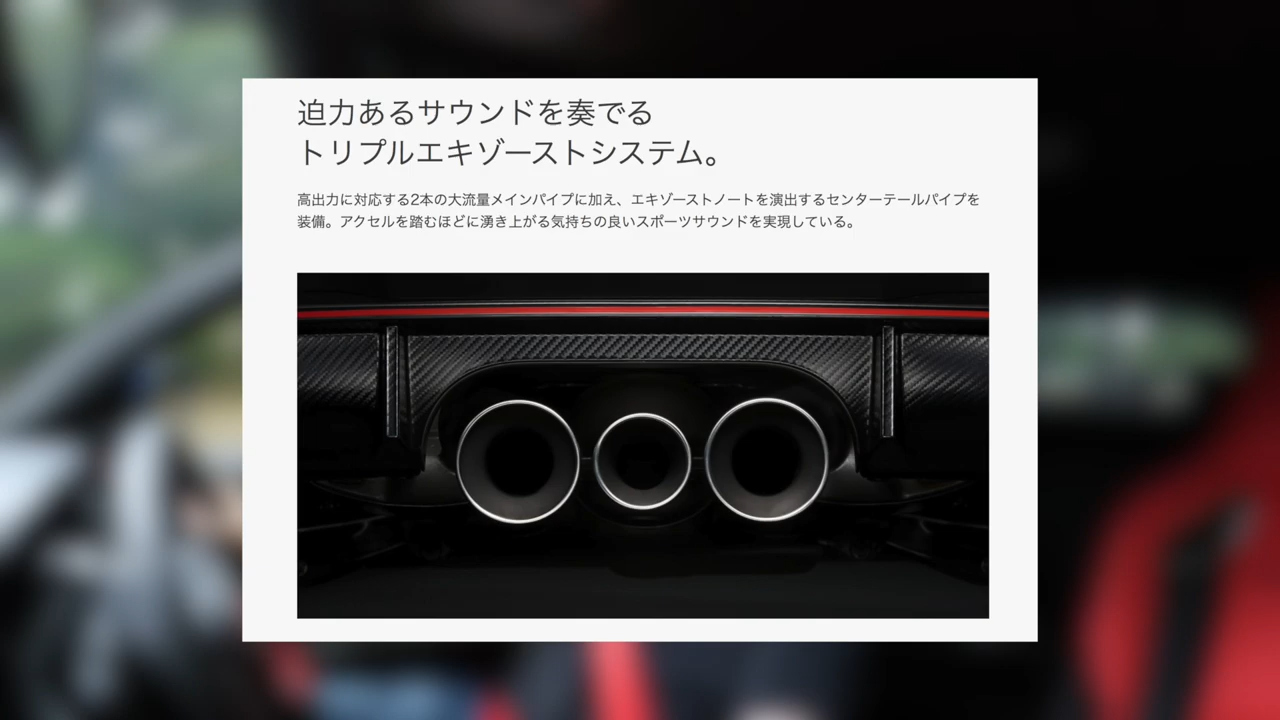 迫力あるサウンドを奏でる
トリプルエキゾーストシステム。
高出力に対応する2本の大流量メインパイプに加え、エキゾーストノートを演出するセンターテールパイプを
装備。アクセルを踏むほどに湧き上がる気持ちの良いスポーツサウンドを実現している。